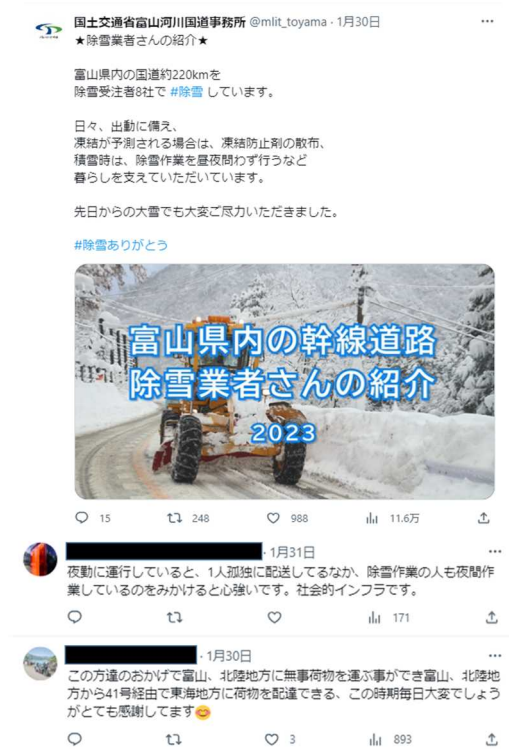 国土交通省富山河川国道事務所 @mlit_toyama · 1月30日
★除雪業者さんの紹介★
富山県内の国道約220kmを
除雪受注者8社で #除雪 しています。
日々、出動に備え、
凍結が予測される場合は、凍結防止剤の散布、
積雪時は、除雪作業を昼夜問わず行うなど
暮らしを支えていただいています。
先日からの大雪でも大変ご尽力いただきました。
#除雪ありがとう
富山県内の幹線道路
除雪業者さんの紹介
2023
15 248 988 11.6万
· 1月31日
夜勤に運行していると、1人孤独に配送してるなか、除雪作業の人も夜間作
業しているのをみかけると心強いです。社会的インフラです。
171
· 1月30日
この方達のおかげで富山、北陸地方に無事荷物を運ぶ事ができ富山、北陸地
方から41号経由で東海地方に荷物を配達できる、この時期毎日大変でしょう
がとても感謝してます😊
3 893